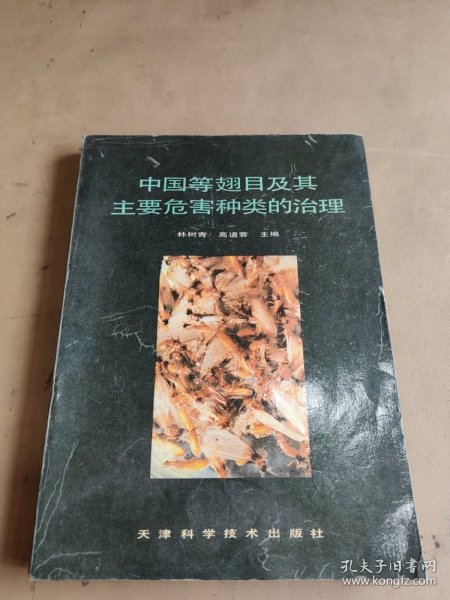 中国等翅目及其
主要危害种类的治理
林树青 高道蓉 主编
天津科学技术出版社
孔夫子旧书网
www.kongfz.com